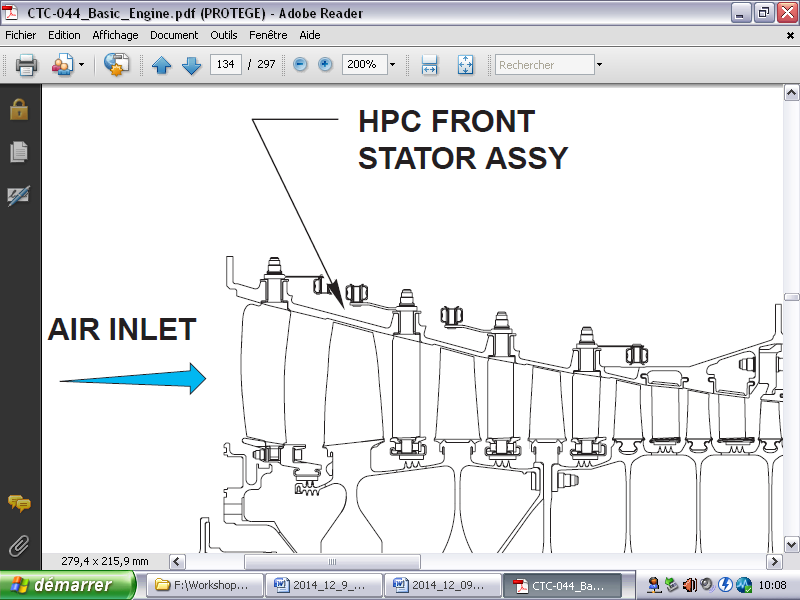 CTC-044_Basic_Engine.pdf (PROTEGE) - Adobe Reader
Fichier Edition Affichage Document Outils Fenêtre Aide
134 / 297 200% Rechercher
HPC FRONT
STATOR ASSY
AIR INLET
279,4 x 215,9 mm
démarrer F:\Workshop... 2014_12_9_... 2014_12_09... CTC-044_Ba... 10:08